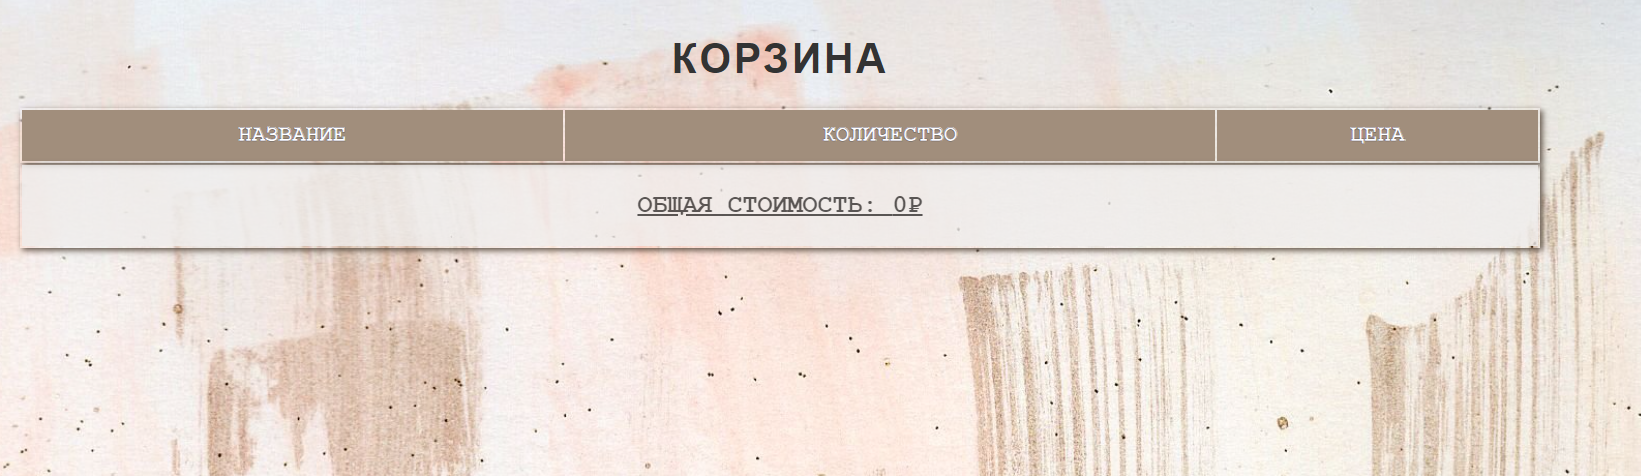 КОРЗИНА
НАЗВАНИЕ КОЛИЧЕСТВО ЦЕНА
ОБЩАЯ СТОИМОСТЬ: 0₽